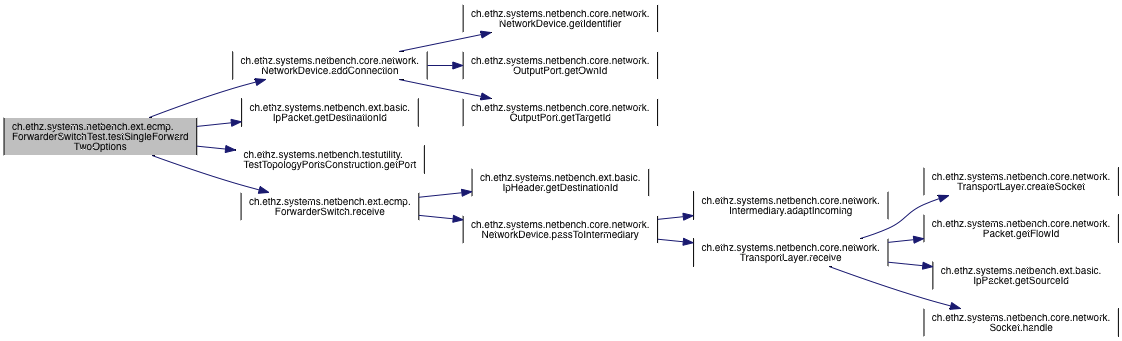 ch.ethz.systems.netbench.core.network.
NetworkDevice.getIdentifier
ch.ethz.systems.netbench.core.network.
NetworkDevice.addConnection
ch.ethz.systems.netbench.core.network.
OutputPort.getOwnId
ch.ethz.systems.netbench.core.network.
OutputPort.getTargetId
ch.ethz.systems.netbench.ext.basic.
IpPacket.getDestinationId
ch.ethz.systems.netbench.ext.ecmp.
ForwarderSwitchTest.testSingleForward
TwoOptions
ch.ethz.systems.netbench.testutility.
TestTopologyPortsConstruction.getPort
ch.ethz.systems.netbench.ext.ecmp.
ForwarderSwitch.receive
ch.ethz.systems.netbench.ext.basic.
IpHeader.getDestinationId
ch.ethz.systems.netbench.core.network.
NetworkDevice.passToIntermediary
ch.ethz.systems.netbench.core.network.
Intermediary.adaptIncoming
ch.ethz.systems.netbench.core.network.
TransportLayer.receive
ch.ethz.systems.netbench.core.network.
TransportLayer.createSocket
ch.ethz.systems.netbench.core.network.
Packet.getFlowId
ch.ethz.systems.netbench.ext.basic.
IpPacket.getSourceId
ch.ethz.systems.netbench.core.network.
Socket.handle